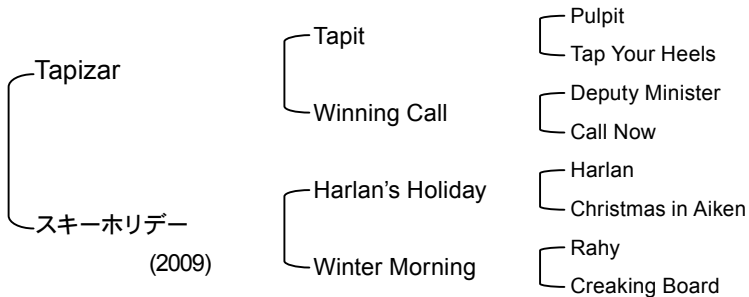 Tapizar
スキーホリデー
(2009)
Tapit
Winning Call
Harlan's Holiday
Winter Morning
Pulpit
Tap Your Heels
Deputy Minister
Call Now
Harlan
Christmas in Aiken
Rahy
Creaking Board